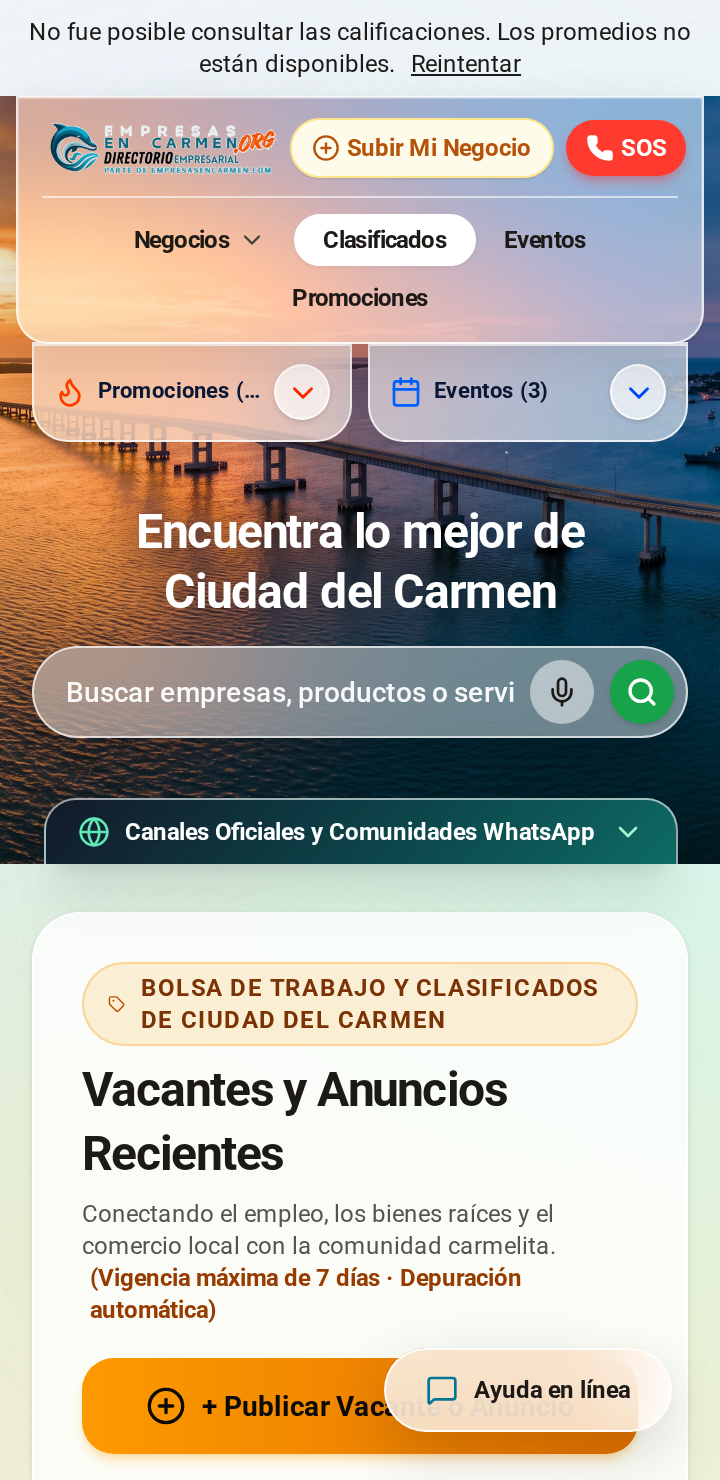 No fue posible consultar las calificaciones. Los promedios no
están disponibles. Reintentar
EMPRESAS
EN CARMEN.ORG
DIRECTORIO EMPRESARIAL
PARTE DE EMPRESASENCARMEN.COM
Subir Mi Negocio
SOS
Negocios
Clasificados
Eventos
Promociones
Promociones (...
Eventos (3)
Encuentra lo mejor de
Ciudad del Carmen
Buscar empresas, productos o servi
Canales Oficiales y Comunidades WhatsApp
BOLSA DE TRABAJO Y CLASIFICADOS
DE CIUDAD DEL CARMEN
Vacantes y Anuncios
Recientes
Conectando el empleo, los bienes raíces y el
comercio local con la comunidad carmelita.
(Vigencia máxima de 7 días · Depuración
automática)
+ Publicar Vacante o Anuncio
Ayuda en línea